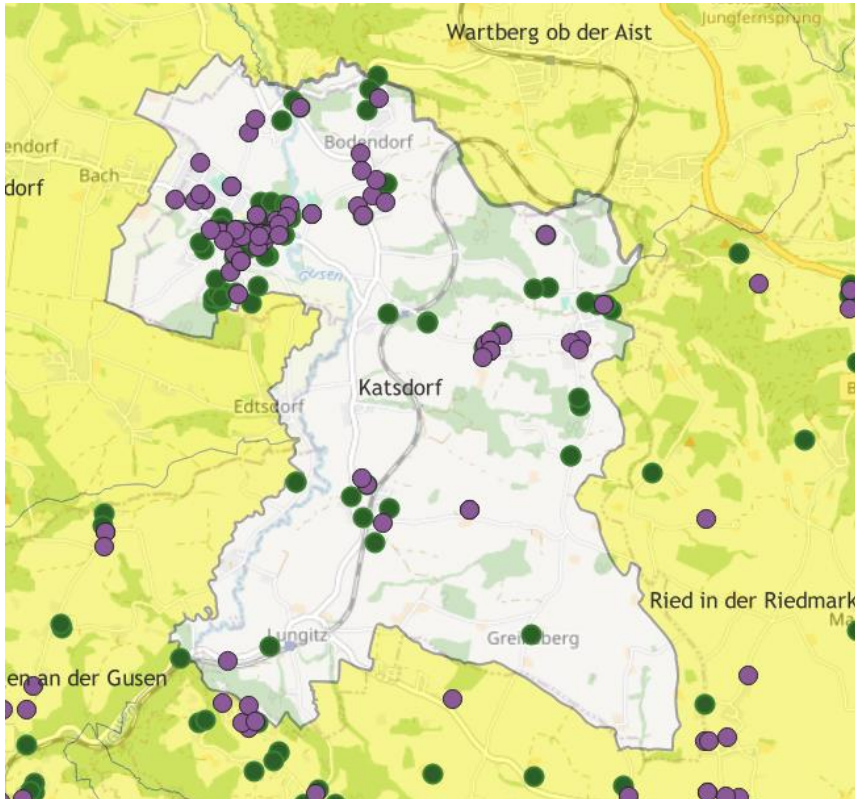 Jungfernsprung
Wartberg ob der Aist
endorf
Bodendorf
Bach
dorf
Gusen
Katsdorf
Edtsdorf
Ried in der Riedmark
Ma
Lungitz
en an der Gusen